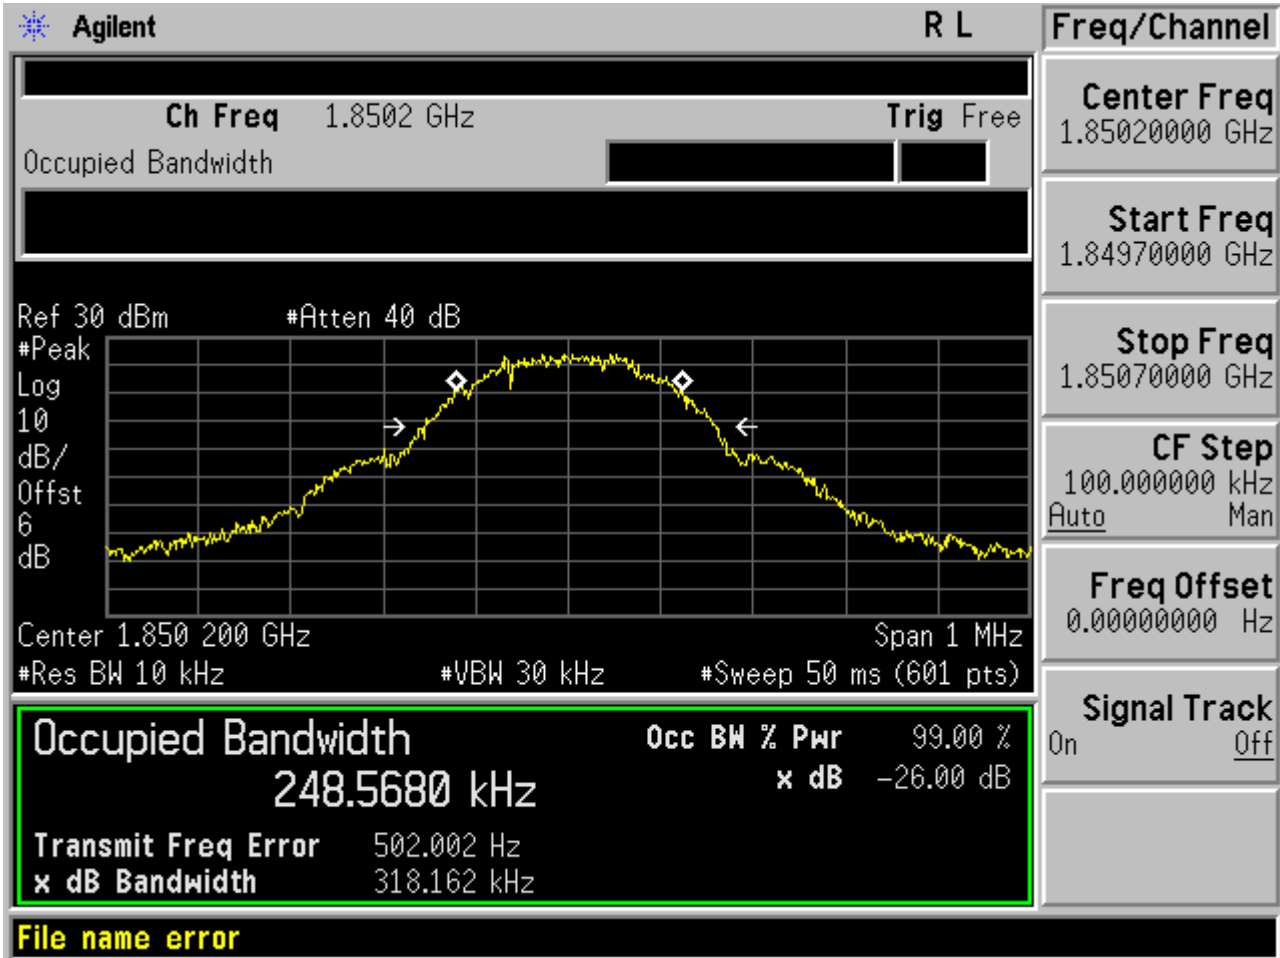 Agilent R L Freq/Channel
Ch Freq 1.8502 GHz Trig Free
Occupied Bandwidth
Center Freq
1.85020000 GHz
Start Freq
1.84970000 GHz
Stop Freq
1.85070000 GHz
CF Step
100.000000 kHz
Auto Man
Freq Offset
0.00000000 Hz
Signal Track
On Off
Ref 30 dBm #Atten 40 dB
#Peak
Log
10
dB/
Offst
6
dB
Center 1.850 200 GHz Span 1 MHz
#Res BW 10 kHz #VBW 30 kHz #Sweep 50 ms (601 pts)
Occupied Bandwidth Occ BW % Pwr 99.00 %
248.5680 kHz x dB -26.00 dB
Transmit Freq Error 502.002 Hz
x dB Bandwidth 318.162 kHz
File name error